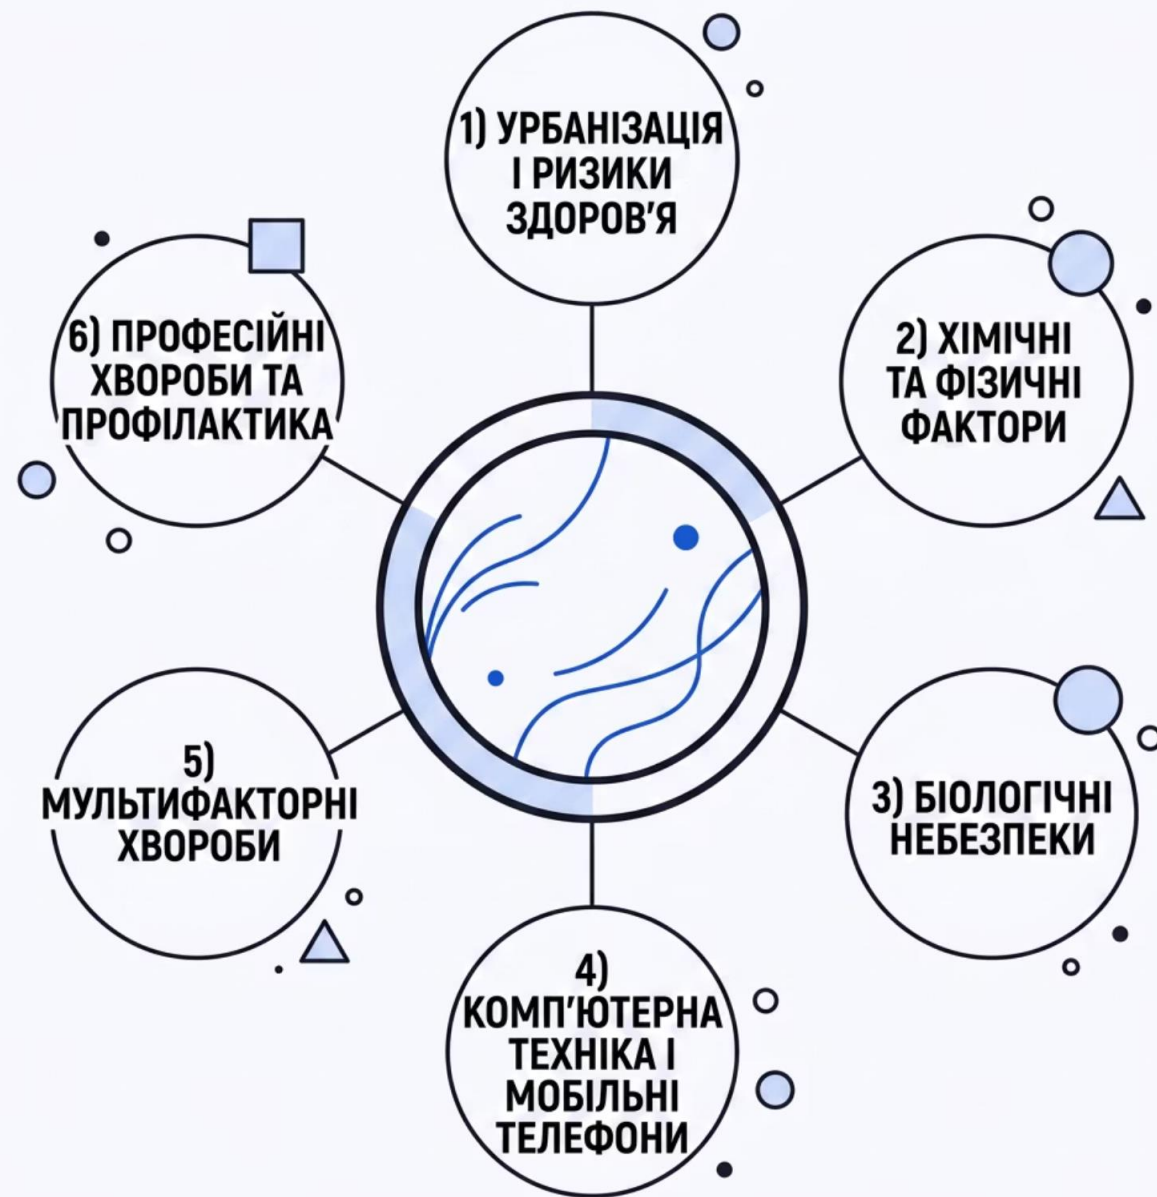 1) УРБАНІЗАЦІЯ
І РИЗИКИ
ЗДОРОВ'Я
2) ХІМІЧНІ
ТА ФІЗИЧНІ
ФАКТОРИ
3) БІОЛОГІЧНІ
НЕБЕЗПЕКИ
4)
КОМП'ЮТЕРНА
ТЕХНІКА І
МОБІЛЬНІ
ТЕЛЕФОНИ
5)
МУЛЬТИФАКТОРНІ
ХВОРОБИ
6) ПРОФЕСІЙНІ
ХВОРОБИ ТА
ПРОФІЛАКТИКА